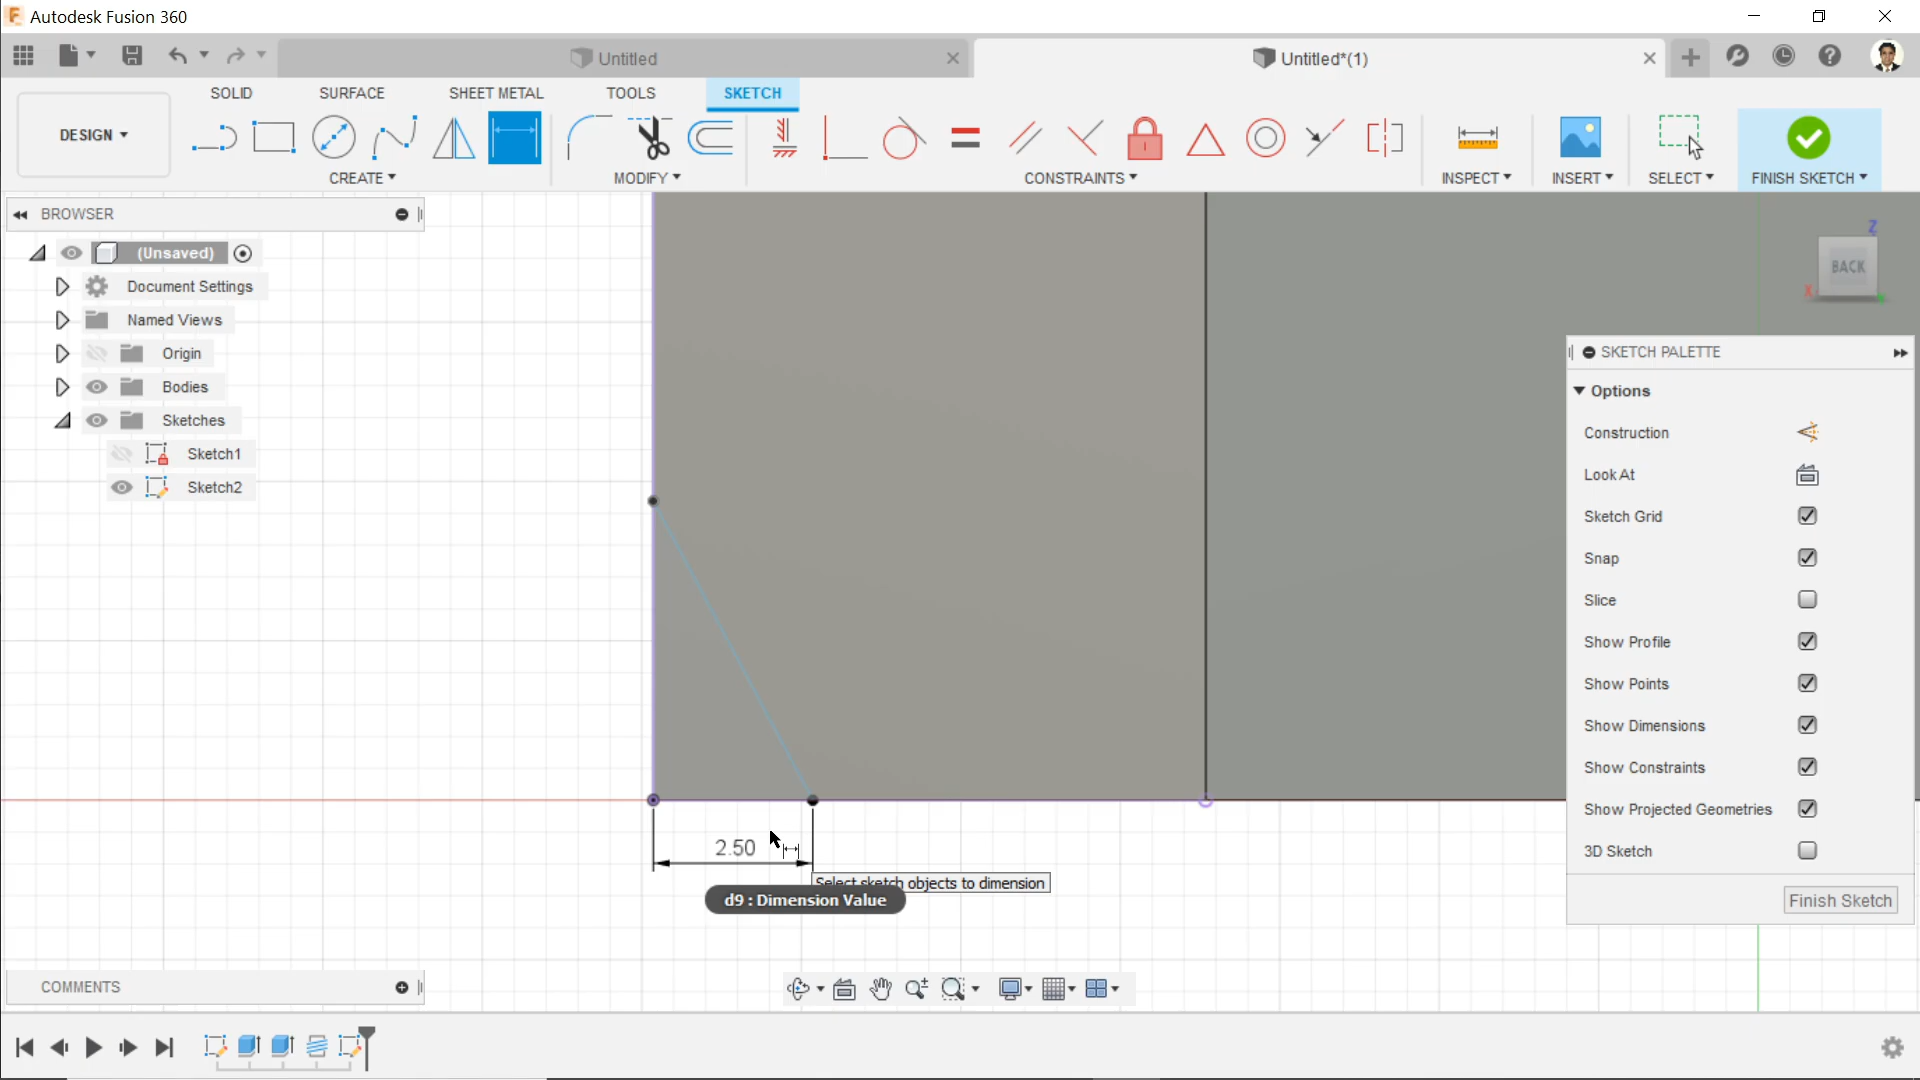 Autodesk Fusion 360
Untitled
Untitled*(1)
SOLID
SURFACE
SHEET METAL
TOOLS
SKETCH
DESIGN
CREATE
MODIFY
CONSTRAINTS
INSPECT
INSERT
SELECT
FINISH SKETCH
BROWSER
(Unsaved)
Document Settings
Named Views
Origin
Bodies
Sketches
Sketch1
Sketch2
Z
BACK
X
SKETCH PALETTE
Options
Construction
Look At
Sketch Grid
Snap
Slice
Show Profile
Show Points
Show Dimensions
Show Constraints
Show Projected Geometries
3D Sketch
Finish Sketch
2.50
Select sketch objects to dimension
d9 : Dimension Value
COMMENTS